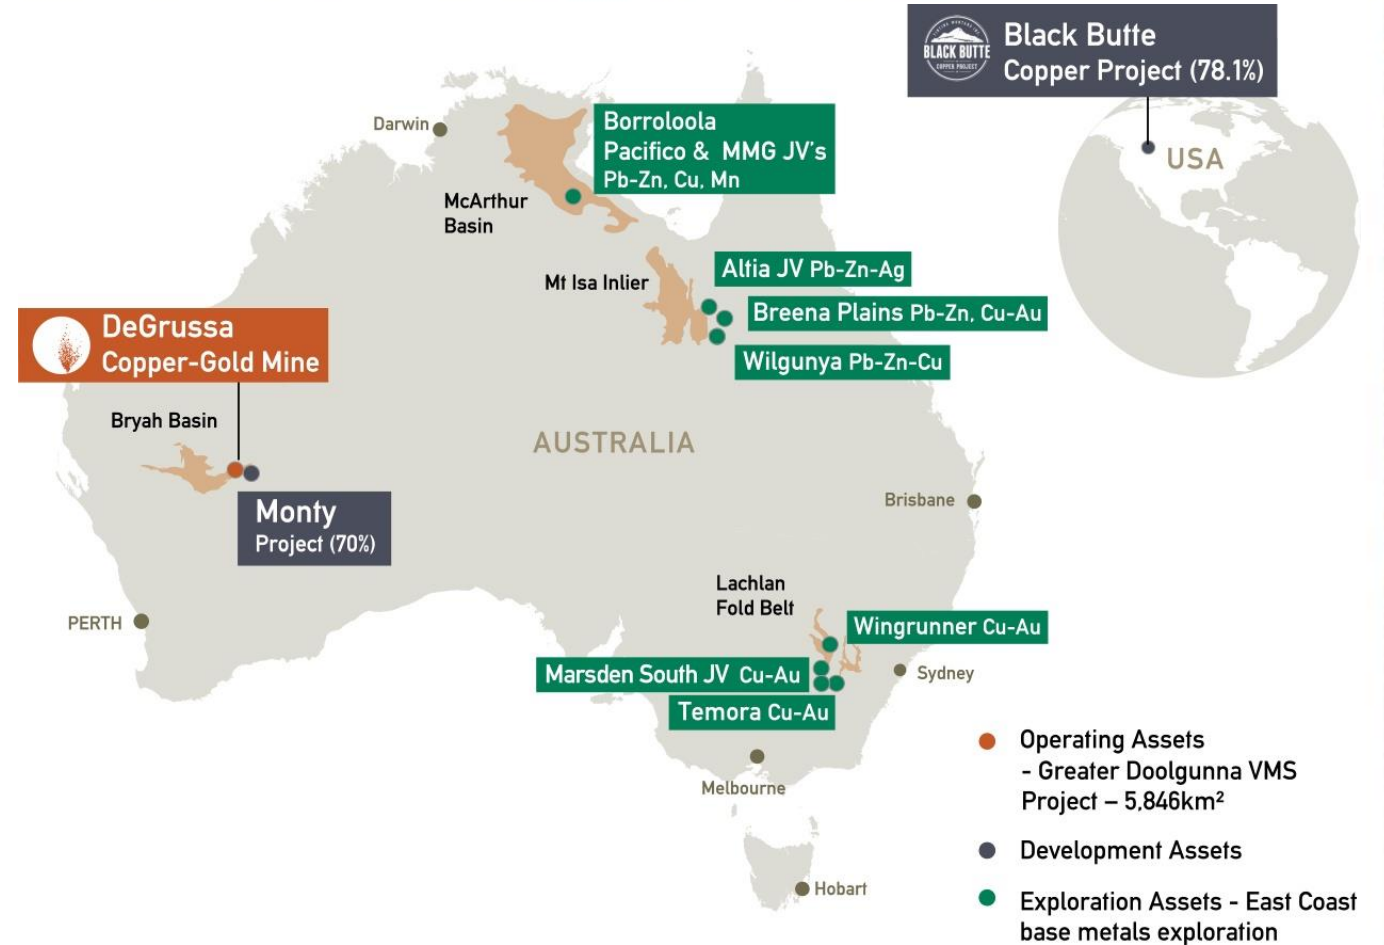 BLACK BUTTE
COPPER PROJECT
Black Butte
Copper Project (78.1%)
USA
Darwin
Borroloola
Pacifico & MMG JV's
Pb-Zn, Cu, Mn
McArthur
Basin
Mt Isa Inlier
Altia JV Pb-Zn-Ag
Breena Plains Pb-Zn, Cu-Au
Wilgunya Pb-Zn-Cu
DeGrussa
Copper-Gold Mine
Bryah Basin
AUSTRALIA
Monty
Project (70%)
Brisbane
Lachlan
Fold Belt
PERTH
Wingrunner Cu-Au
Marsden South JV Cu-Au
Sydney
Temora Cu-Au
Melbourne
Hobart
Operating Assets
- Greater Doolgunna VMS
Project – 5,846km²
Development Assets
Exploration Assets - East Coast
base metals exploration